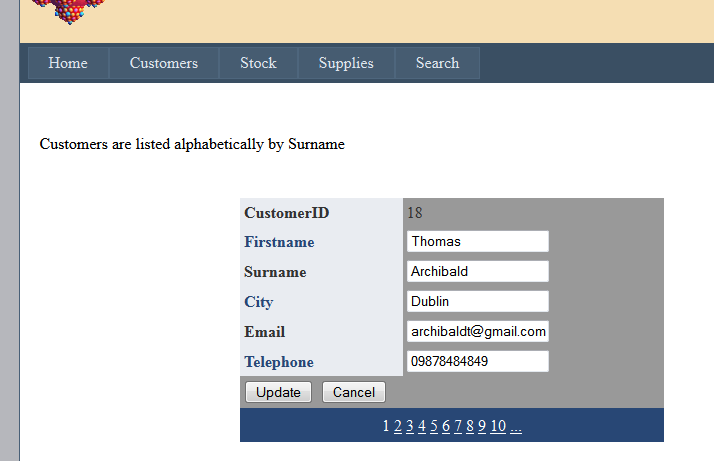 Home Customers Stock Supplies Search
Customers are listed alphabetically by Surname
CustomerID 18
Firstname Thomas
Surname Archibald
City Dublin
Email archibaldt@gmail.com
Telephone 09878484849
Update Cancel
1 2 3 4 5 6 7 8 9 10 ...